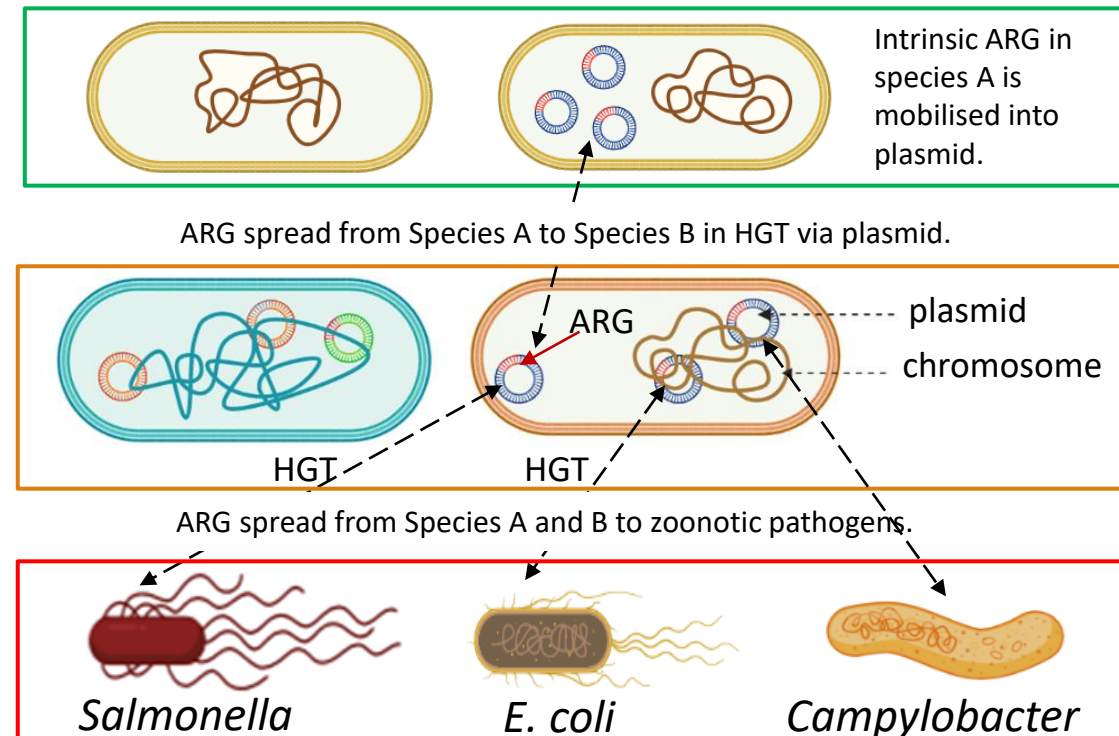 Intrinsic ARG in
species A is
mobilised into
plasmid.
ARG spread from Species A to Species B in HGT via plasmid.
ARG
plasmid
chromosome
HGT
HGT
ARG spread from Species A and B to zoonotic pathogens.
Salmonella
E. coli
Campylobacter